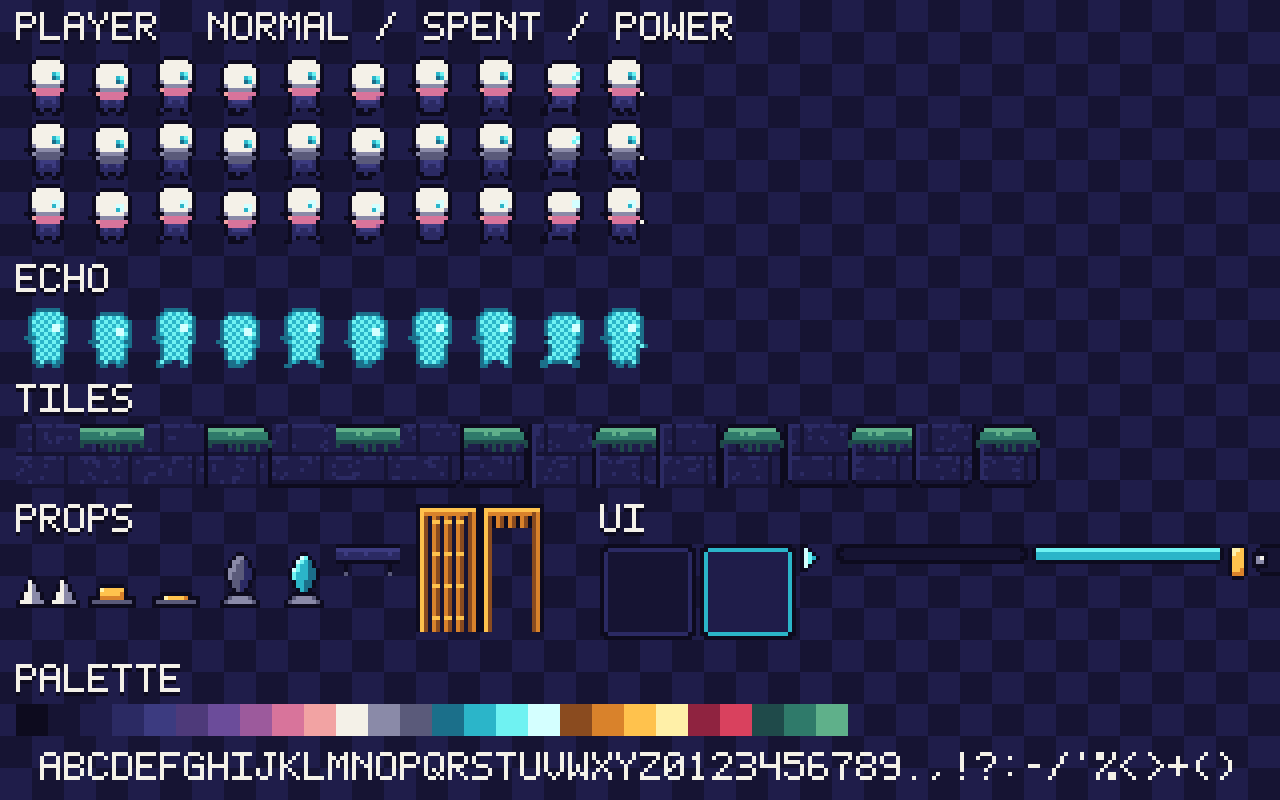 PLAYER NORMAL / SPENT / POWER
ECHO
TILES
PROPS
UI
PALETTE
ABCDEFGHIJKLMNOPQRSTUVWXYZ0123456789.,!?:-/'%<>+()